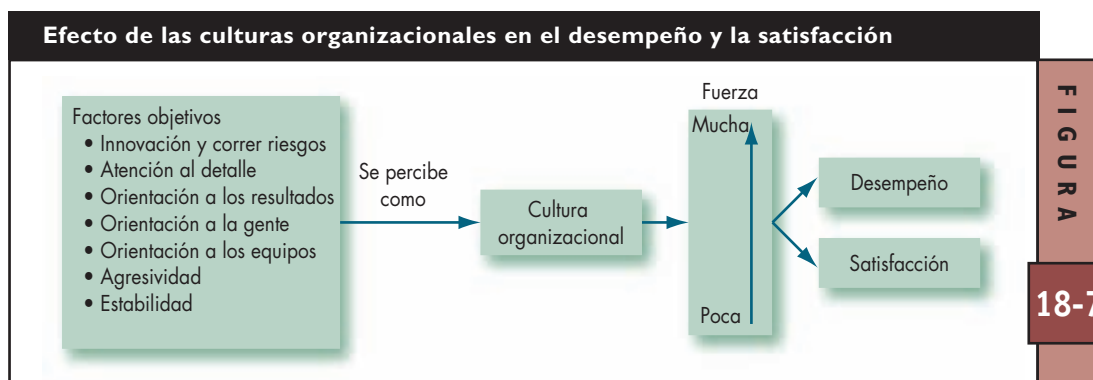 Efecto de las culturas organizacionales en el desempeño y la satisfacción
Factores objetivos
• Innovación y correr riesgos
• Atención al detalle
• Orientación a los resultados
• Orientación a la gente
• Orientación a los equipos
• Agresividad
• Estabilidad
Se percibe
como
Cultura
organizacional
Fuerza
Mucha
Poca
Desempeño
Satisfacción
FIGURA
18-7